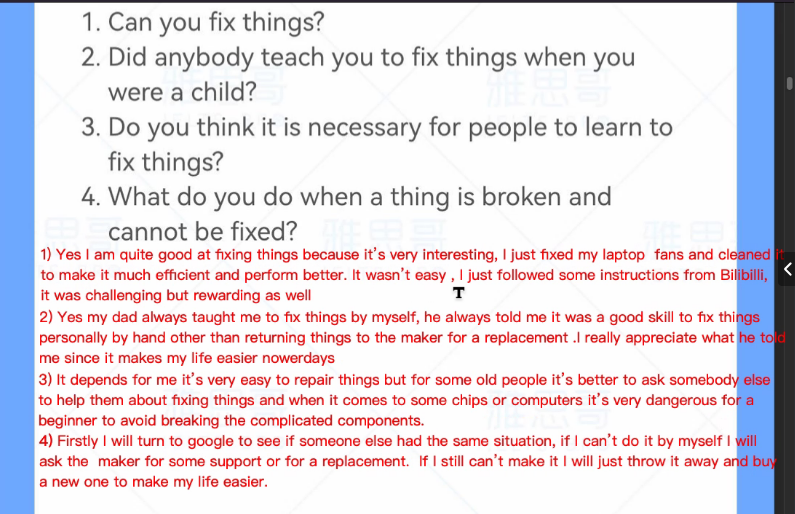 1. Can you fix things?
2. Did anybody teach you to fix things when you
were a child?
3. Do you think it is necessary for people to learn to
fix things?
4. What do you do when a thing is broken and
cannot be fixed?
1) Yes I am quite good at fixing things because it's very interesting, I just fixed my laptop  fans and cleaned it
to make it much efficient and perform better. It wasn't easy , I just followed some instructions from Bilibilli,
it was challenging but rewarding as well
2) Yes my dad always taught me to fix things by myself, he always told me it was a good skill to fix things
personally by hand other than returning things to the maker for a replacement .I really appreciate what he told
me since it makes my life easier nowerdays
3) It depends for me it's very easy to repair things but for some old people it's better to ask somebody else
to help them about fixing things and when it comes to some chips or computers it's very dangerous for a
beginner to avoid breaking the complicated components.
4) Firstly I will turn to google to see if someone else had the same situation, if I can't do it by myself I will
ask the  maker for some support or for a replacement.  If I still can't make it I will just throw it away and buy
a new one to make my life easier.
雅思哥